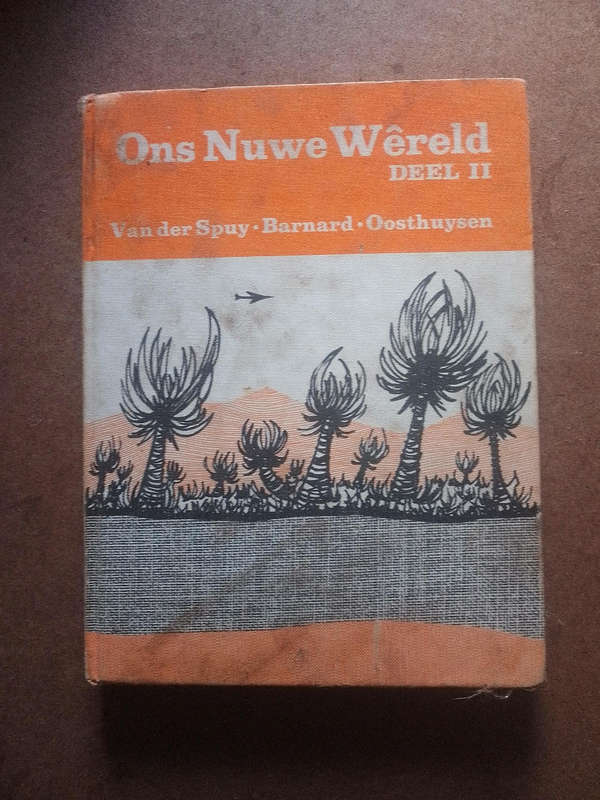 Ons Nuwe Wêreld
DEEL II
Van der Spuy · Barnard · Oosthuysen